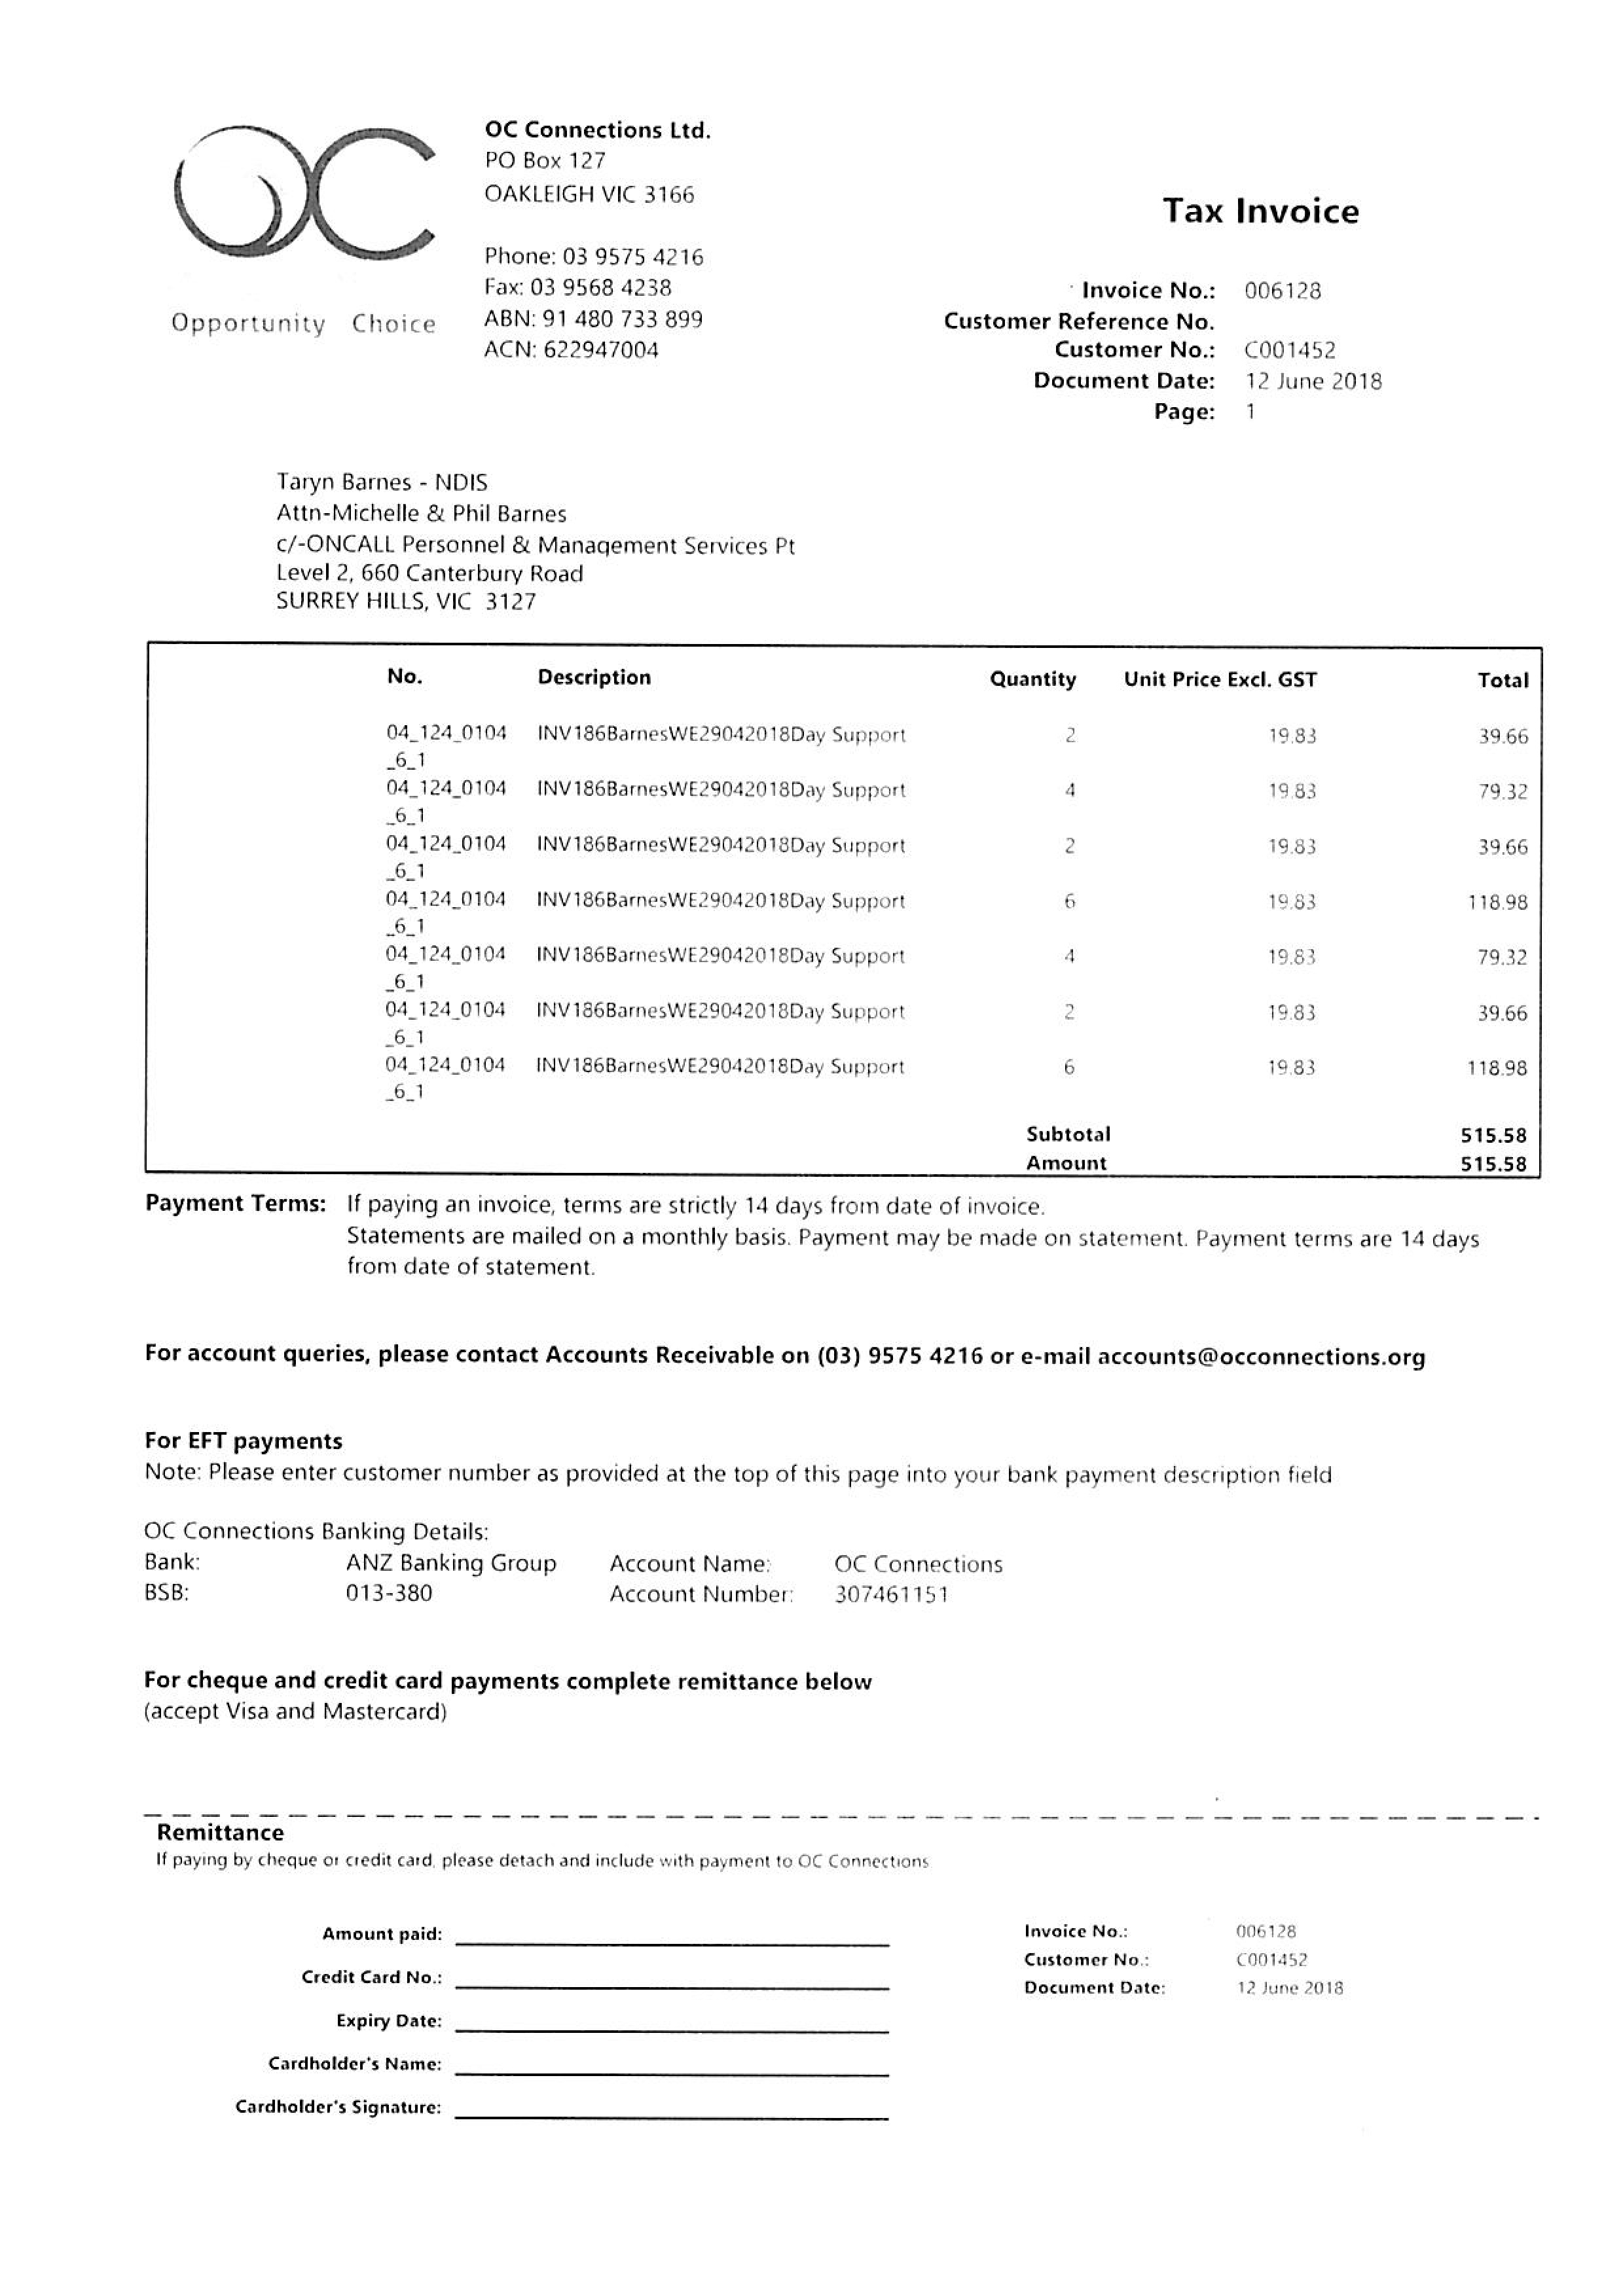 OC
Opportunity Choice
OC Connections Ltd.
PO Box 127
OAKLEIGH VIC 3166
Phone: 03 9575 4216
Fax: 03 9568 4238
ABN: 91 480 733 899
ACN: 622947004
Tax Invoice
Invoice No.: 006128
Customer Reference No.
Customer No.: C001452
Document Date: 12 June 2018
Page: 1
Taryn Barnes - NDIS
Attn-Michelle & Phil Barnes
c/-ONCALL Personnel & Management Services Pt
Level 2, 660 Canterbury Road
SURREY HILLS, VIC 3127
No. Description Quantity Unit Price Excl. GST Total
04_124_0104 INV186BarnesWE29042018Day Support 2 19.83 39.66
_6_1
04_124_0104 INV186BarnesWE29042018Day Support 4 19.83 79.32
_6_1
04_124_0104 INV186BarnesWE29042018Day Support 2 19.83 39.66
_6_1
04_124_0104 INV186BarnesWE29042018Day Support 6 19.83 118.98
_6_1
04_124_0104 INV186BarnesWE29042018Day Support 4 19.83 79.32
_6_1
04_124_0104 INV186BarnesWE29042018Day Support 2 19.83 39.66
_6_1
04_124_0104 INV186BarnesWE29042018Day Support 6 19.83 118.98
_6_1
Subtotal 515.58
Amount 515.58
Payment Terms: If paying an invoice, terms are strictly 14 days from date of invoice.
Statements are mailed on a monthly basis. Payment may be made on statement. Payment terms are 14 days
from date of statement.
For account queries, please contact Accounts Receivable on (03) 9575 4216 or e-mail accounts@occonnections.org
For EFT payments
Note: Please enter customer number as provided at the top of this page into your bank payment description field
OC Connections Banking Details:
Bank: ANZ Banking Group Account Name: OC Connections
BSB: 013-380 Account Number: 307461151
For cheque and credit card payments complete remittance below
(accept Visa and Mastercard)
Remittance
If paying by cheque or credit card, please detach and include with payment to OC Connections
Amount paid: Invoice No.: 006128
Customer No.: C001452
Credit Card No.: Document Date: 12 June 2018
Expiry Date:
Cardholder's Name:
Cardholder's Signature: